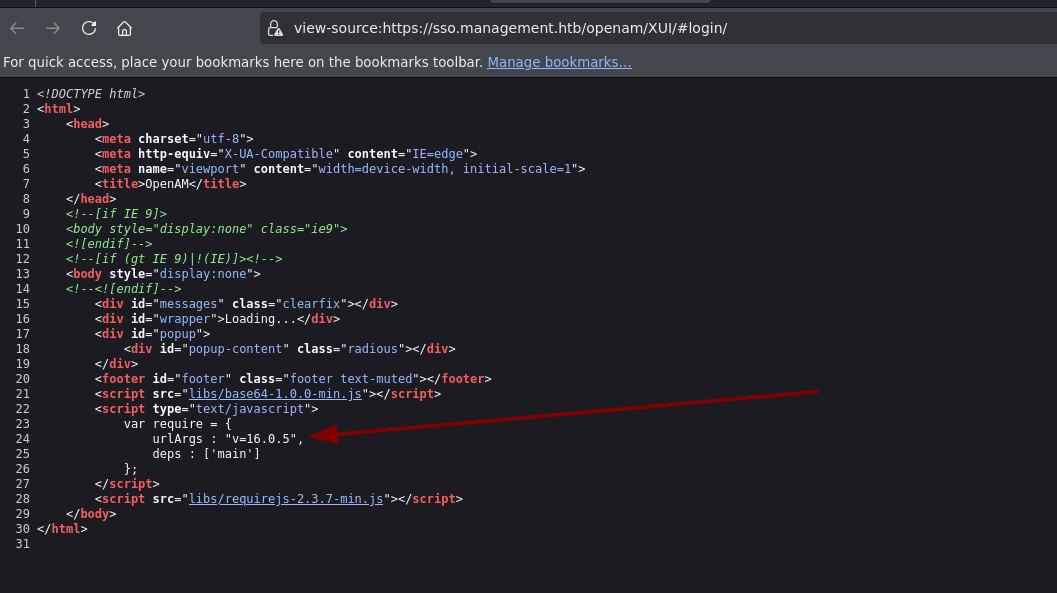 view-source:https://sso.management.htb/openam/XUI/#login/
For quick access, place your bookmarks here on the bookmarks toolbar. Manage bookmarks...
1 <!DOCTYPE html>
2 <html>
3     <head>
4         <meta charset="utf-8">
5         <meta http-equiv="X-UA-Compatible" content="IE=edge">
6         <meta name="viewport" content="width=device-width, initial-scale=1">
7         <title>OpenAM</title>
8     </head>
9     <!--[if IE 9]>
10     <body style="display:none" class="ie9">
11     <![endif]-->
12     <!--[if (gt IE 9)|!(IE)]><!-->
13     <body style="display:none">
14     <!--<![endif]-->
15         <div id="messages" class="clearfix"></div>
16         <div id="wrapper">Loading...</div>
17         <div id="popup">
18             <div id="popup-content" class="radious"></div>
19         </div>
20         <footer id="footer" class="footer text-muted"></footer>
21         <script src="libs/base64-1.0.0-min.js"></script>
22         <script type="text/javascript">
23             var require = {
24                 urlArgs : "v=16.0.5",
25                 deps : ['main']
26             };
27         </script>
28         <script src="libs/requirejs-2.3.7-min.js"></script>
29     </body>
30 </html>
31